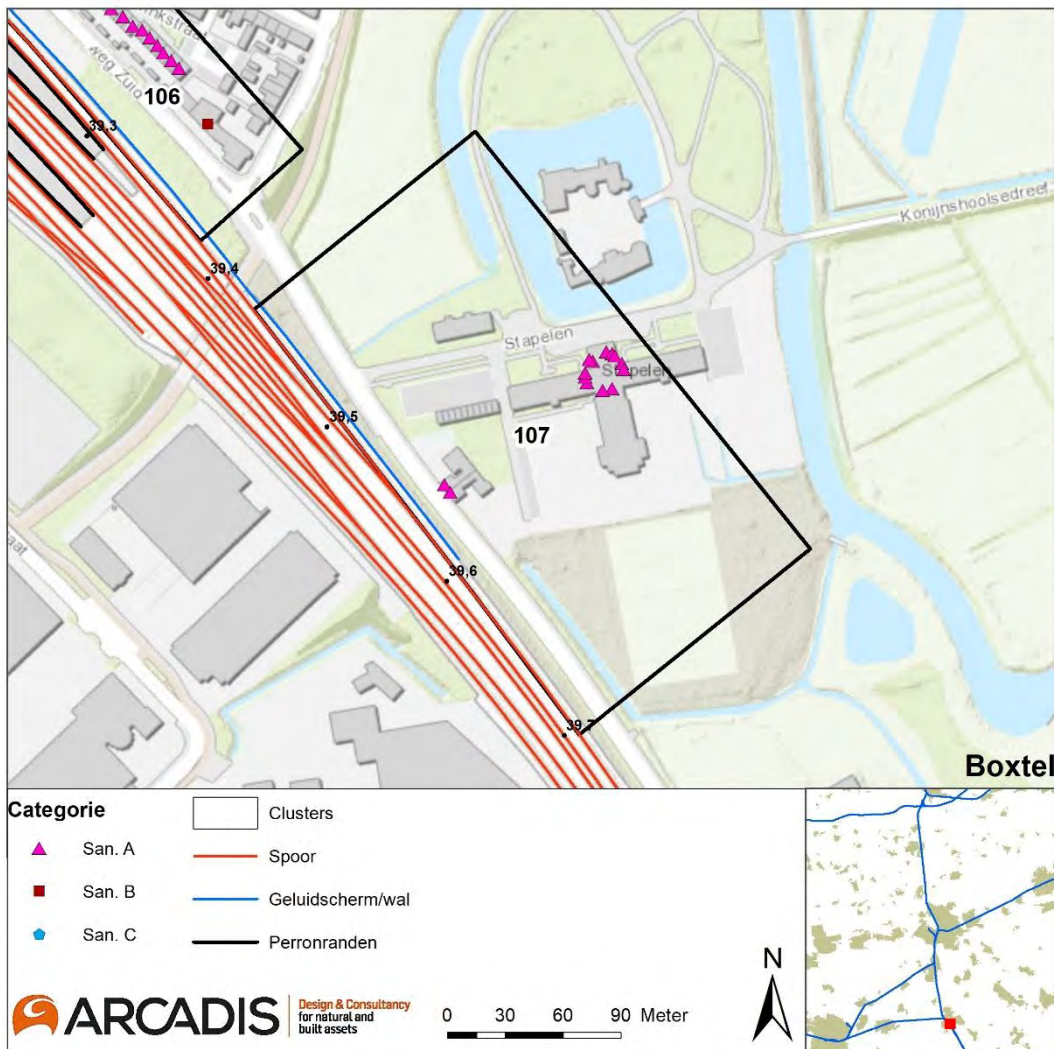 106
weg Zuid
39,3
39,4
Konijnshoolsedreef
Stapelen
Stapelen
39,5
107
39,6
39,7
Boxtel
Categorie
San. A
San. B
San. C
Clusters
Spoor
Geluidscherm/wal
Perronranden
ARCADIS
Design & Consultancy
for natural and
built assets
0 30 60 90 Meter
N